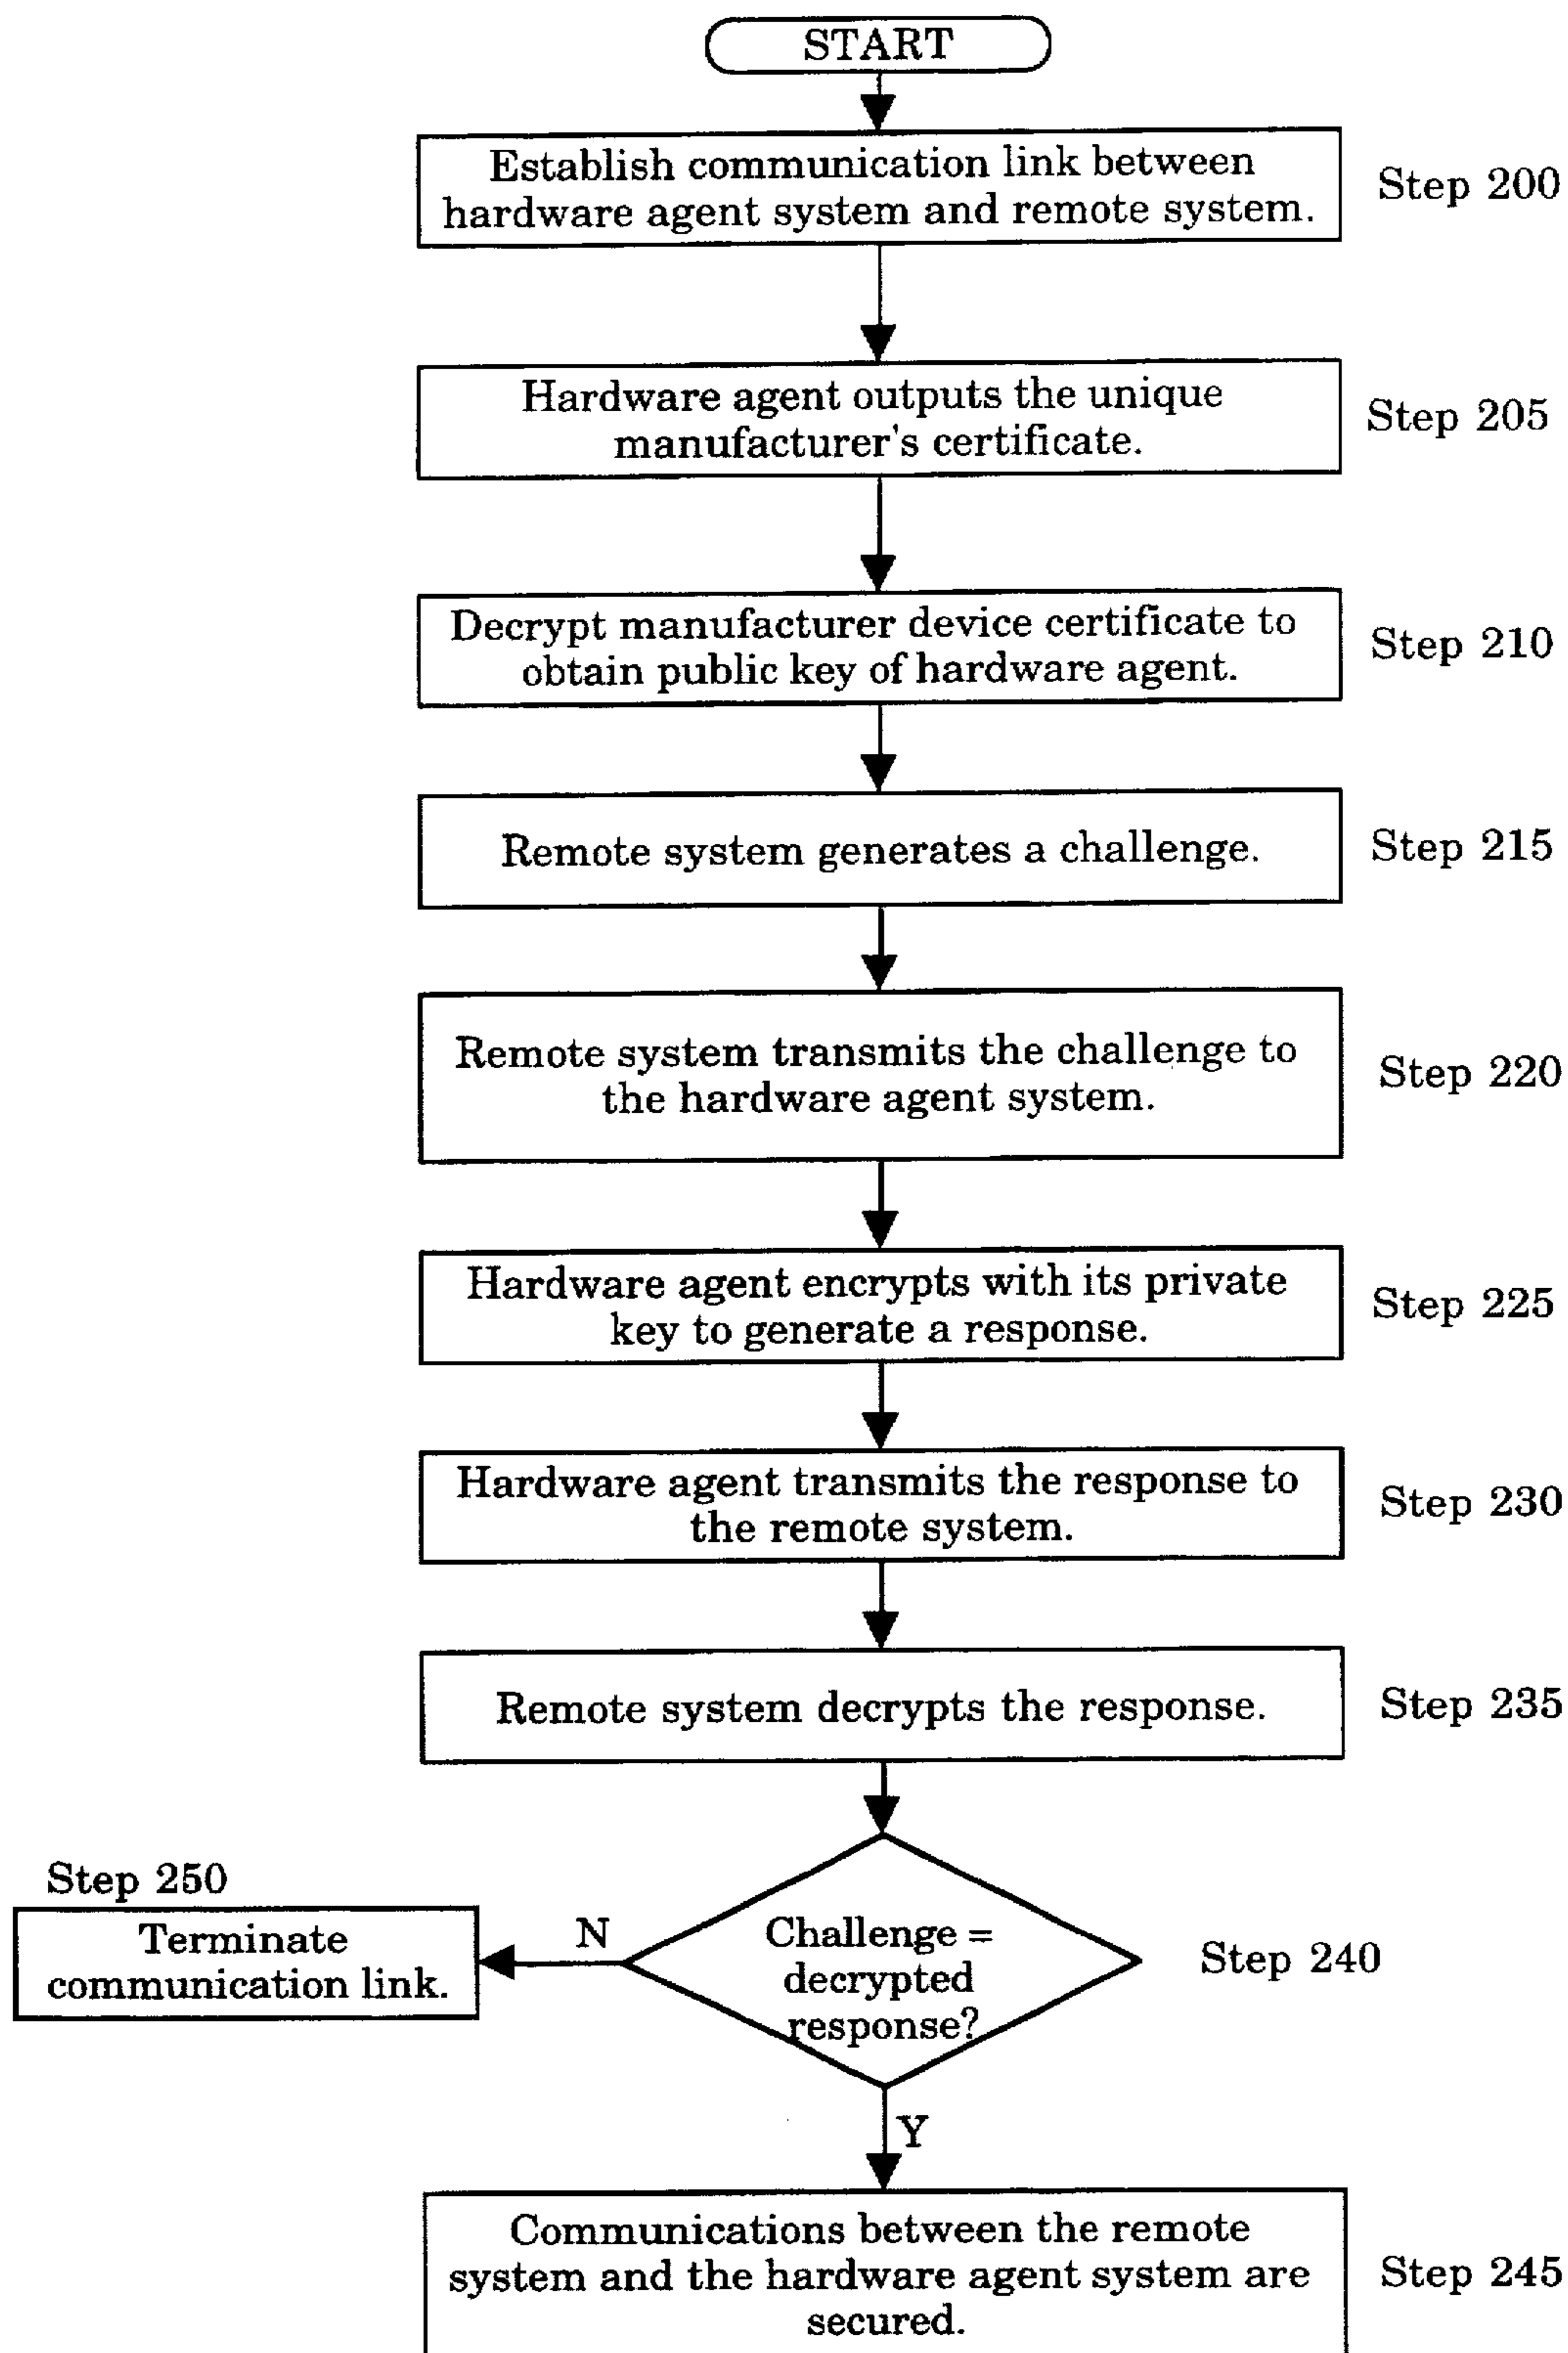 START
Establish communication link between
hardware agent system and remote system.
Step 200
Hardware agent outputs the unique
manufacturer's certificate.
Step 205
Decrypt manufacturer device certificate to
obtain public key of hardware agent.
Step 210
Remote system generates a challenge.
Step 215
Remote system transmits the challenge to
the hardware agent system.
Step 220
Hardware agent encrypts with its private
key to generate a response.
Step 225
Hardware agent transmits the response to
the remote system.
Step 230
Remote system decrypts the response.
Step 235
Step 250
Terminate
communication link.
N
Challenge =
decrypted
response?
Step 240
Y
Communications between the remote
system and the hardware agent system are
secured.
Step 245